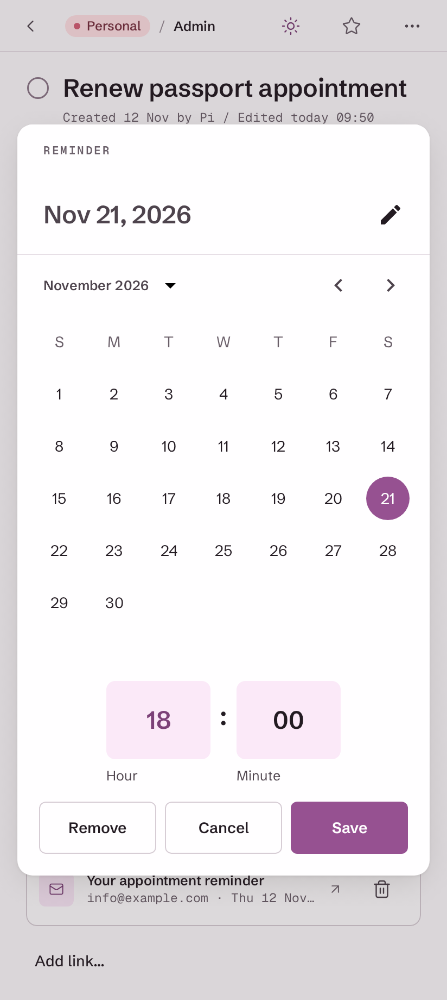 Personal / Admin
Renew passport appointment
Created 12 Nov by Pi / Edited today 09:50
REMINDER
Nov 21, 2026
November 2026
S M T W T F S
1 2 3 4 5 6 7
8 9 10 11 12 13 14
15 16 17 18 19 20 21
22 23 24 25 26 27 28
29 30
18 : 00
Hour Minute
Remove Cancel Save
Your appointment reminder
info@example.com · Thu 12 Nov…
Add link…